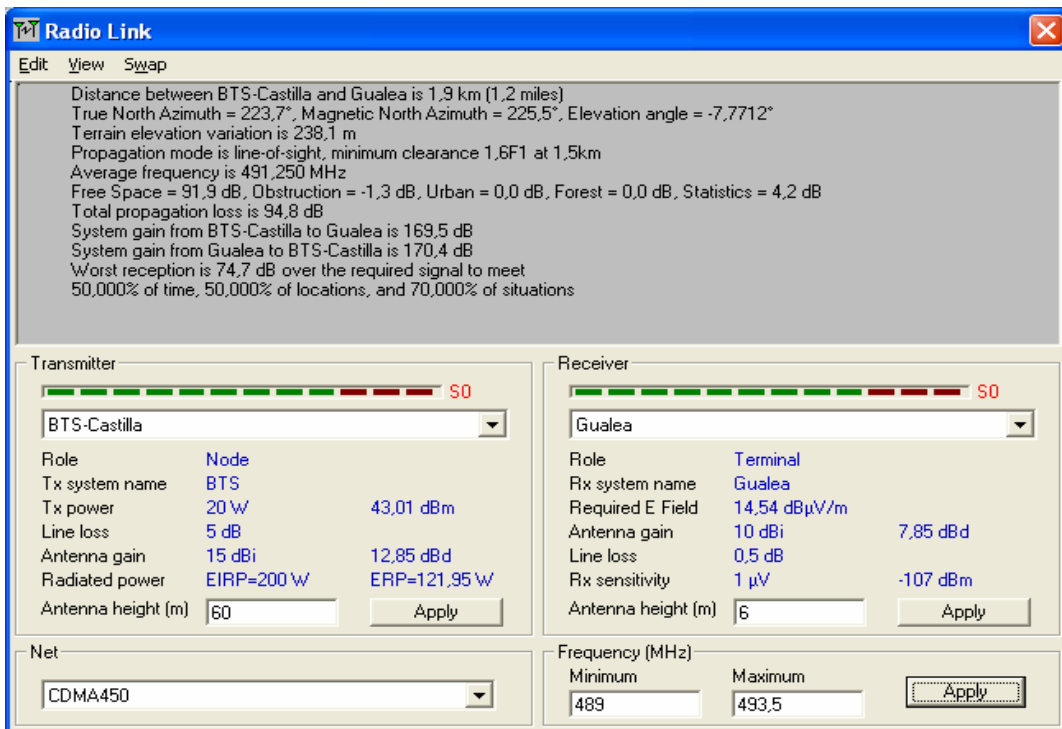 Radio Link
Edit View Swap
Distance between BTS-Castilla and Gualea is 1,9 km (1,2 miles)
True North Azimuth = 223,7°, Magnetic North Azimuth = 225,5°, Elevation angle = -7,7712°
Terrain elevation variation is 238,1 m
Propagation mode is line-of-sight, minimum clearance 1,6F1 at 1,5km
Average frequency is 491,250 MHz
Free Space = 91,9 dB, Obstruction = -1,3 dB, Urban = 0,0 dB, Forest = 0,0 dB, Statistics = 4,2 dB
Total propagation loss is 94,8 dB
System gain from BTS-Castilla to Gualea is 169,5 dB
System gain from Gualea to BTS-Castilla is 170,4 dB
Worst reception is 74,7 dB over the required signal to meet
50,000% of time, 50,000% of locations, and 70,000% of situations
Transmitter
S0
BTS-Castilla
Role Node
Tx system name BTS
Tx power 20 W 43,01 dBm
Line loss 5 dB
Antenna gain 15 dBi 12,85 dBd
Radiated power EIRP=200 W ERP=121,95 W
Antenna height (m) 60 Apply
Receiver
S0
Gualea
Role Terminal
Rx system name Gualea
Required E Field 14,54 dBµV/m
Antenna gain 10 dBi 7,85 dBd
Line loss 0,5 dB
Rx sensitivity 1 µV -107 dBm
Antenna height (m) 6 Apply
Net
CDMA450
Frequency (MHz)
Minimum Maximum
489 493,5 Apply